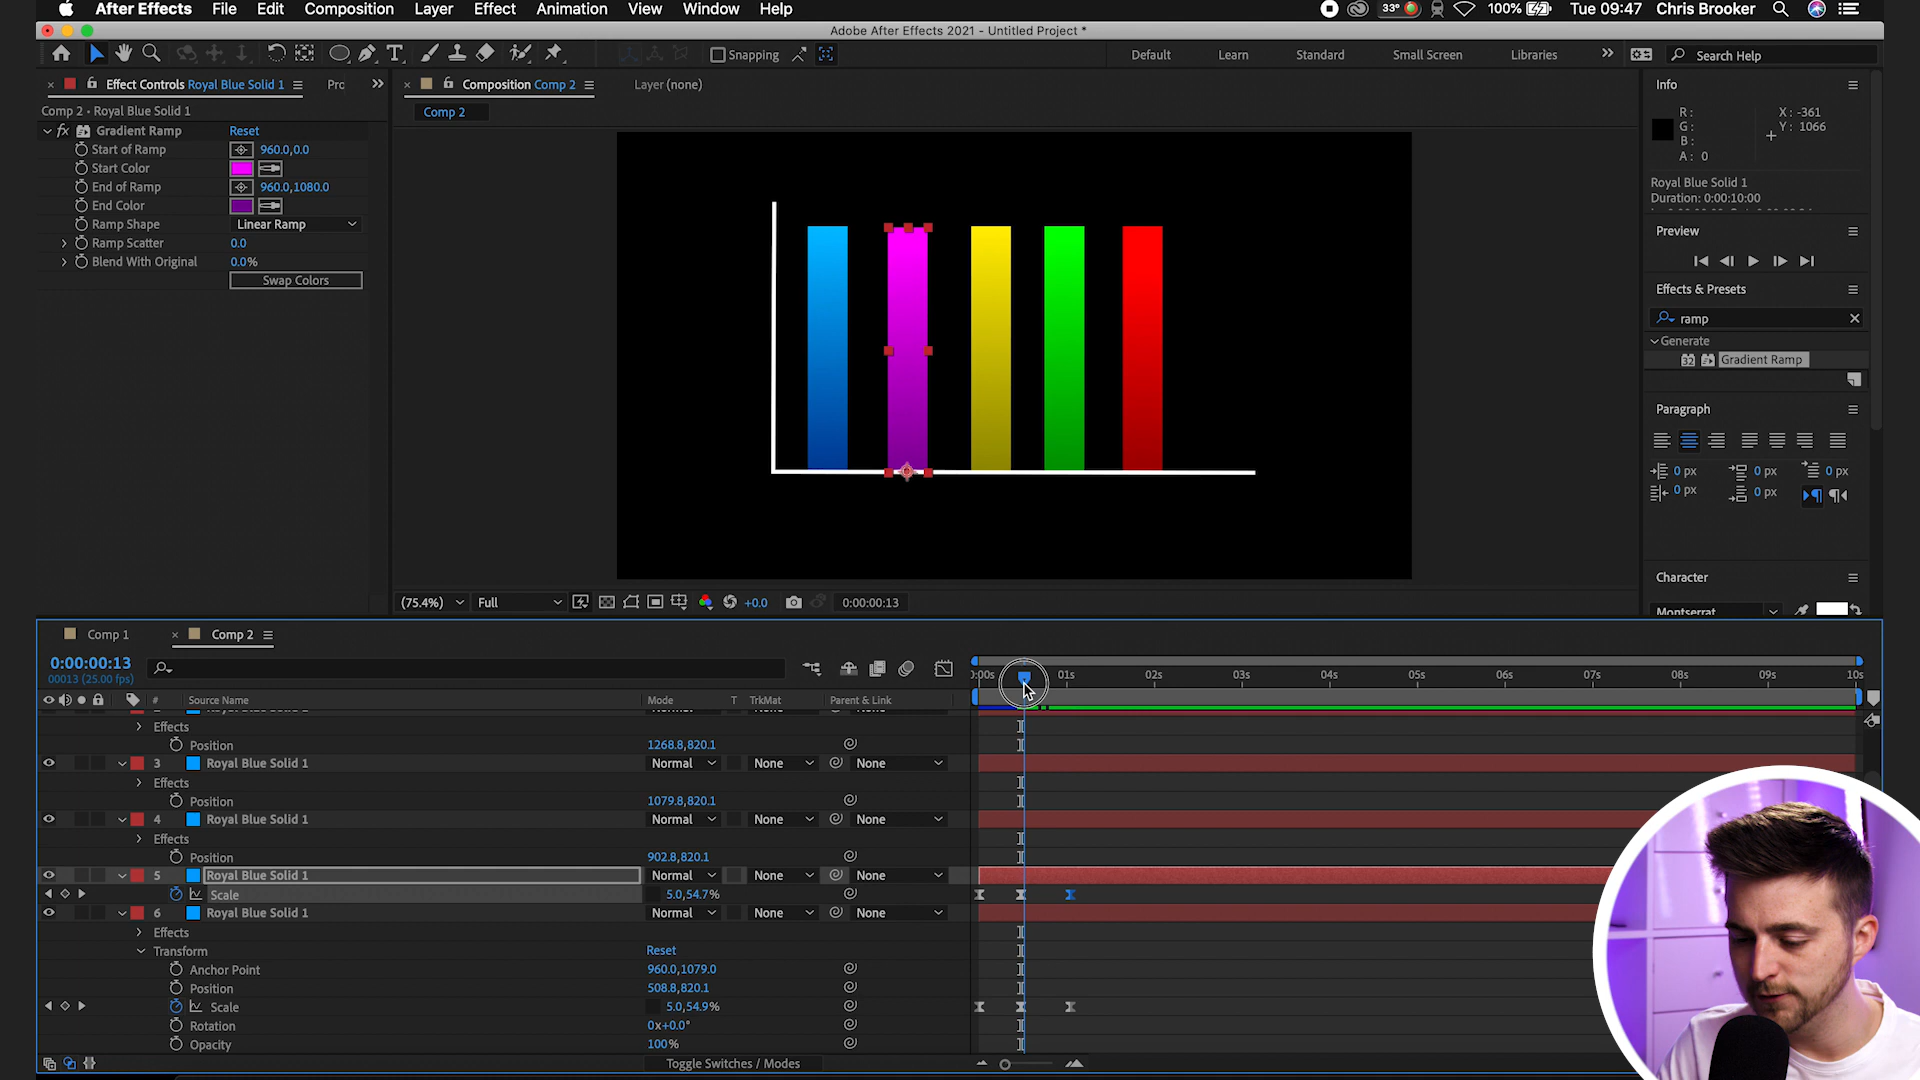 After Effects File Edit Composition Layer Effect Animation View Window Help 33° 100% Tue 09:47 Chris Brooker
Adobe After Effects 2021 - Untitled Project *
Snapping Default Learn Standard Small Screen Libraries Search Help
Effect Controls Royal Blue Solid 1
Composition Comp 2
Layer (none)
Comp 2 • Royal Blue Solid 1
Comp 2
fx Gradient Ramp Reset
Start of Ramp 960.0,0.0
Start Color
End of Ramp 960.0,1080.0
End Color
Ramp Shape Linear Ramp
Ramp Scatter 0.0
Blend With Original 0.0%
Swap Colors
Info
R: X: -361
G: Y: 1066
B:
A: 0
Royal Blue Solid 1
Duration: 0:00:10:00
Preview
Effects & Presets
ramp
Generate
32 Gradient Ramp
Paragraph
0 px 0 px 0 px
0 px 0 px
Character
Montserrat
(75.4%) Full +0.0 0:00:00:13
Comp 1 Comp 2
0:00:00:13
00013 (25.00 fps)
01s 02s 03s 04s 05s 06s 07s 08s 09s 10s
# Source Name Mode T TrkMat Parent & Link
Effects
Position 1268.8,820.1
3 Royal Blue Solid 1 Normal None None
Effects
Position 1079.8,820.1
4 Royal Blue Solid 1 Normal None None
Effects
Position 902.8,820.1
5 Royal Blue Solid 1 Normal None None
Scale 5.0,54.7%
6 Royal Blue Solid 1 Normal None None
Effects
Transform Reset
Anchor Point 960.0,1079.0
Position 508.8,820.1
Scale 5.0,54.9%
Rotation 0x+0.0°
Opacity 100%
Toggle Switches / Modes